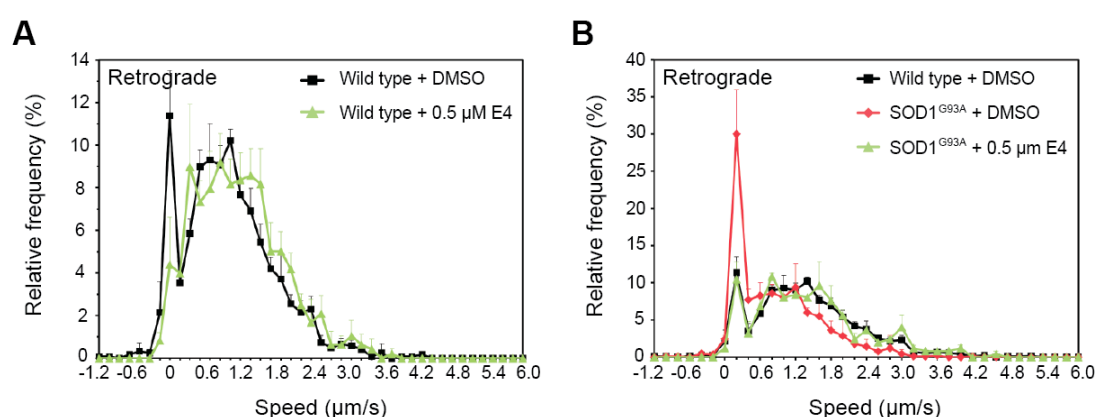 A
Retrograde
Wild type + DMSO
Wild type + 0.5 µM E4
Relative frequency (%)
14
12
10
8
6
4
2
0
-1.2 -0.6 0 0.6 1.2 1.8 2.4 3.0 3.6 4.2 4.8 5.4 6.0
Speed (µm/s)
B
Retrograde
Wild type + DMSO
SOD1G93A + DMSO
SOD1G93A + 0.5 µm E4
Relative frequency (%)
40
35
30
25
20
15
10
5
0
-1.2 -0.6 0 0.6 1.2 1.8 2.4 3.0 3.6 4.2 4.8 5.4 6.0
Speed (µm/s)